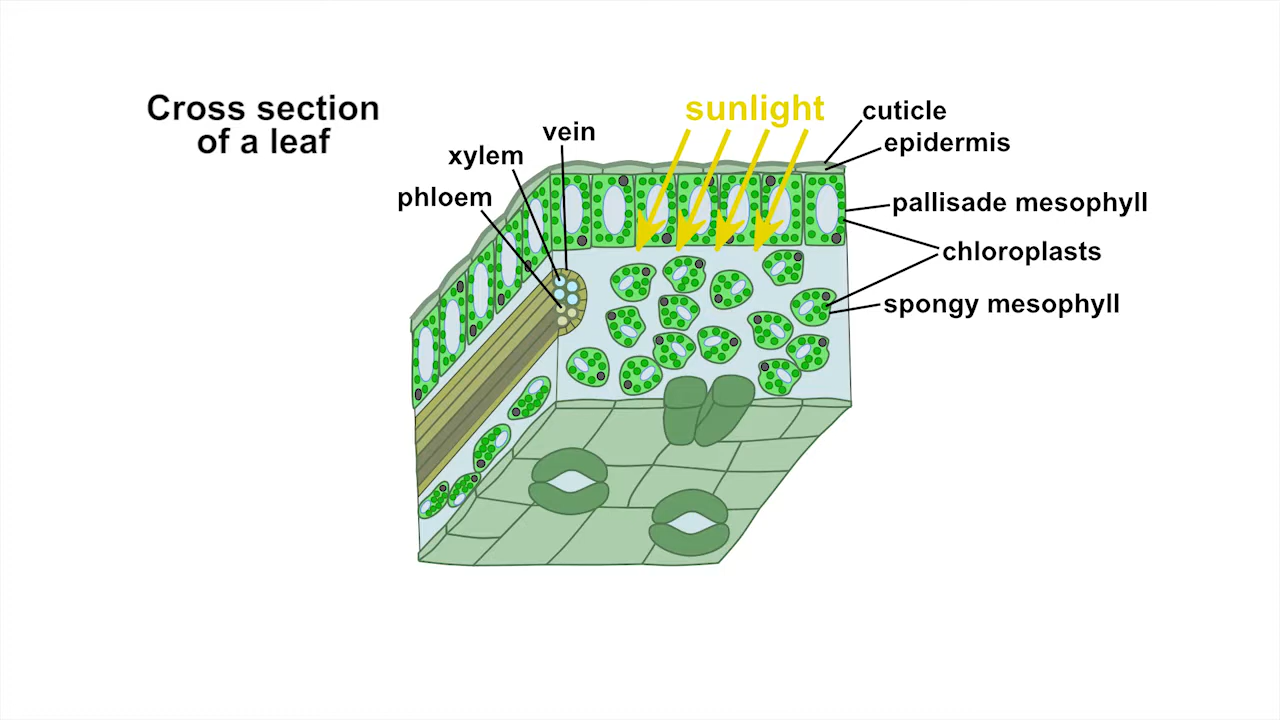 Cross section
of a leaf
phloem
xylem
vein
sunlight
cuticle
epidermis
pallisade mesophyll
chloroplasts
spongy mesophyll